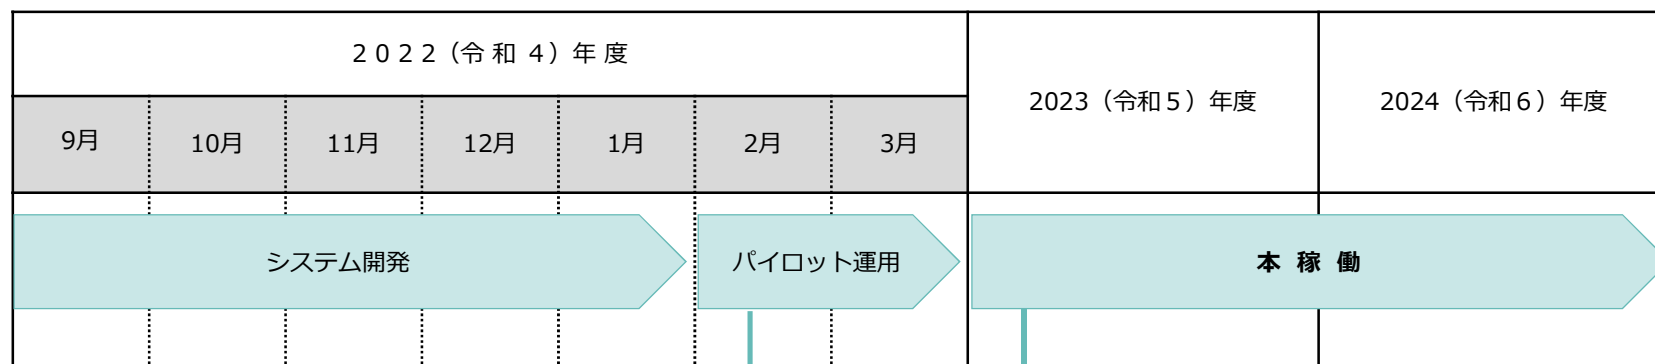 ２０２２（令和４）年度
2023（令和５）年度
2024（令和６）年度
9月
10月
11月
12月
1月
2月
3月
システム開発
パイロット運用
本稼働